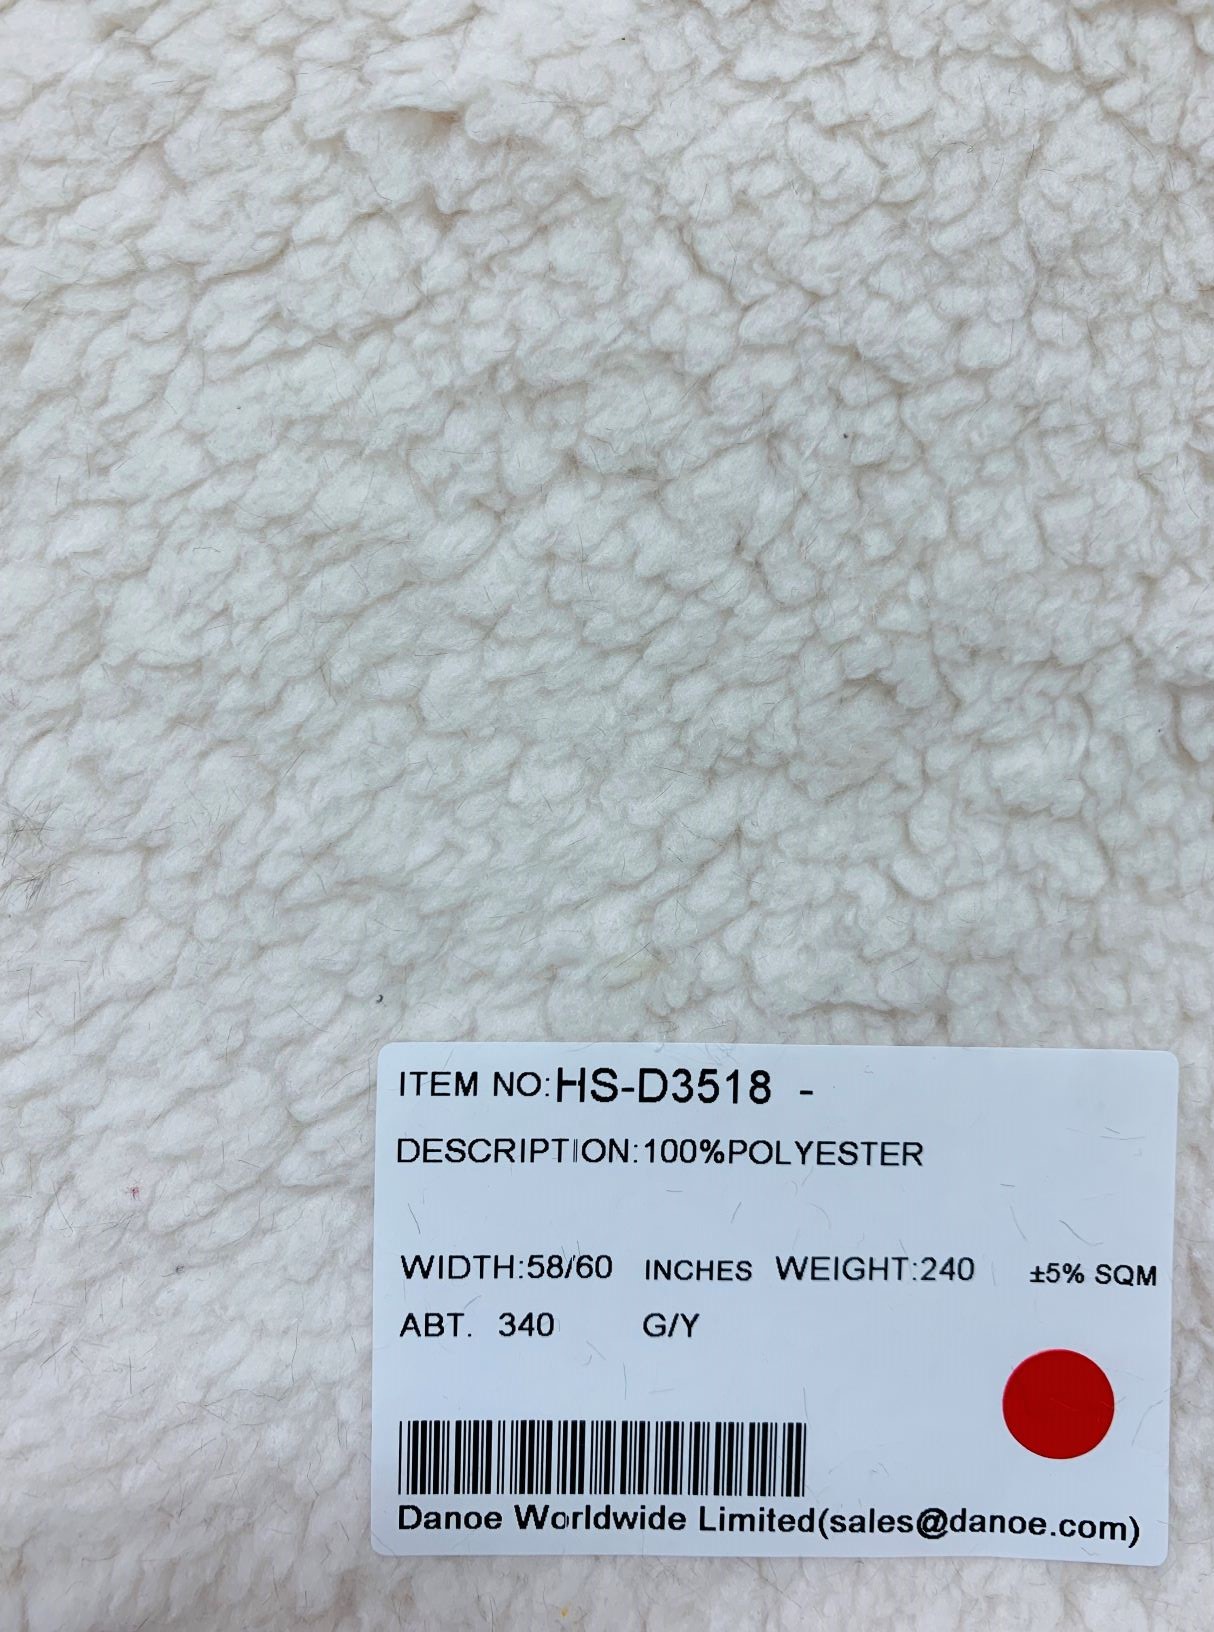 ITEM NO:HS-D3518 -
DESCRIPTION:100%POLYESTER
WIDTH:58/60 INCHES WEIGHT:240 ±5% SQM
ABT. 340 G/Y
Danoe Worldwide Limited(sales@danoe.com)